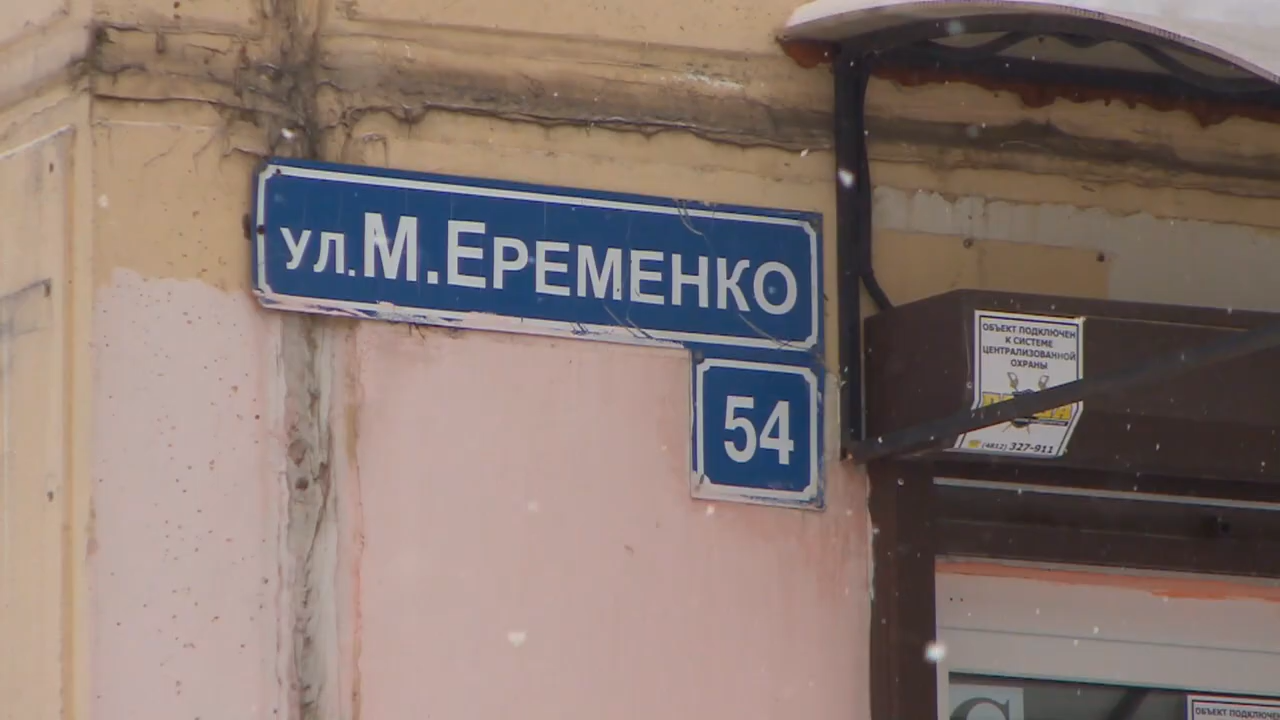 ул. М. Еременко
54
ОБЪЕКТ ПОДКЛЮЧЕН
К СИСТЕМЕ
ЦЕНТРАЛИЗОВАННОЙ
ОХРАНЫ
(4812) 327-911
С
ОБЪЕКТ ПОДКЛЮЧЕН